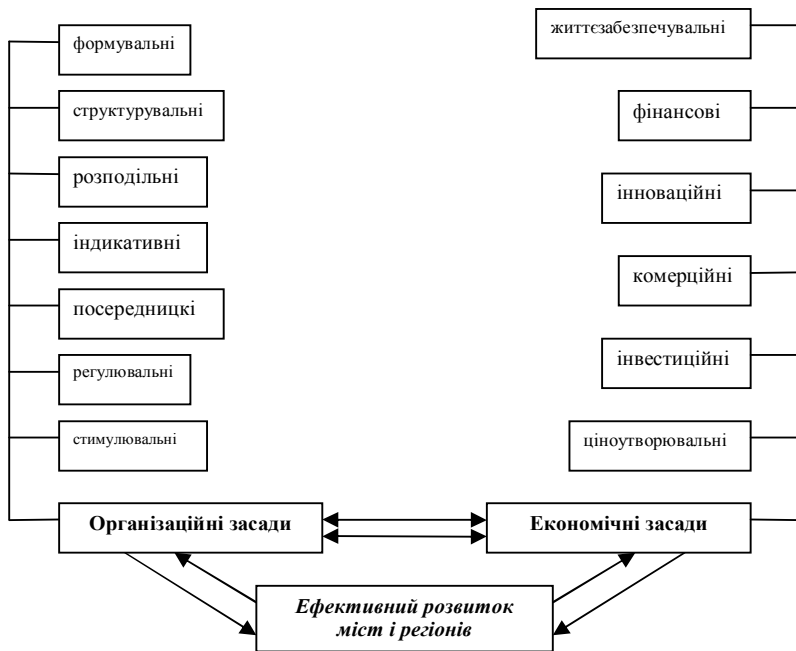 формувальні
структурувальні
розподільні
індикативні
посередницкі
регулювальні
стимулювальні
Організаційні засади
життєзабезпечувальні
фінансові
інноваційні
комерційні
інвестиційні
ціноутворювальні
Економічні засади
Ефективний розвиток
міст і регіонів